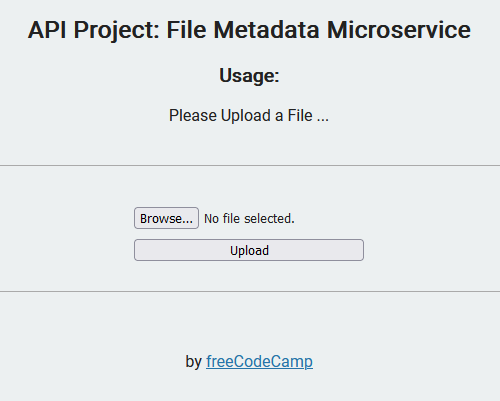 API Project: File Metadata Microservice
Usage:
Please Upload a File ...
Browse... No file selected.
Upload
by freeCodeCamp